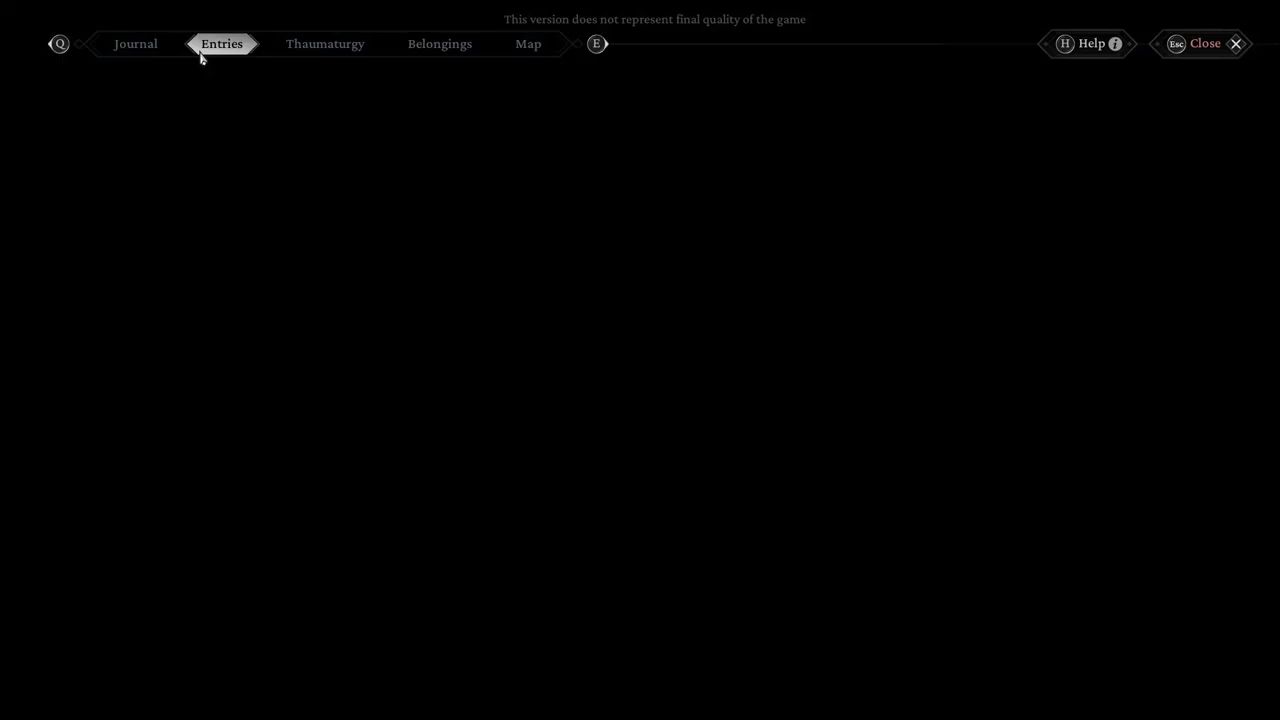 This version does not represent final quality of the game
Q Journal Entries Thaumaturgy Belongings Map E H Help i Esc Close